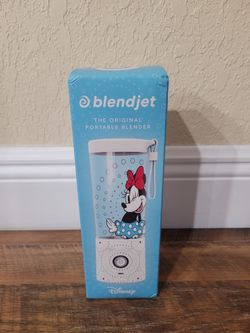 blendjet
THE ORIGINAL
PORTABLE BLENDER
Disney